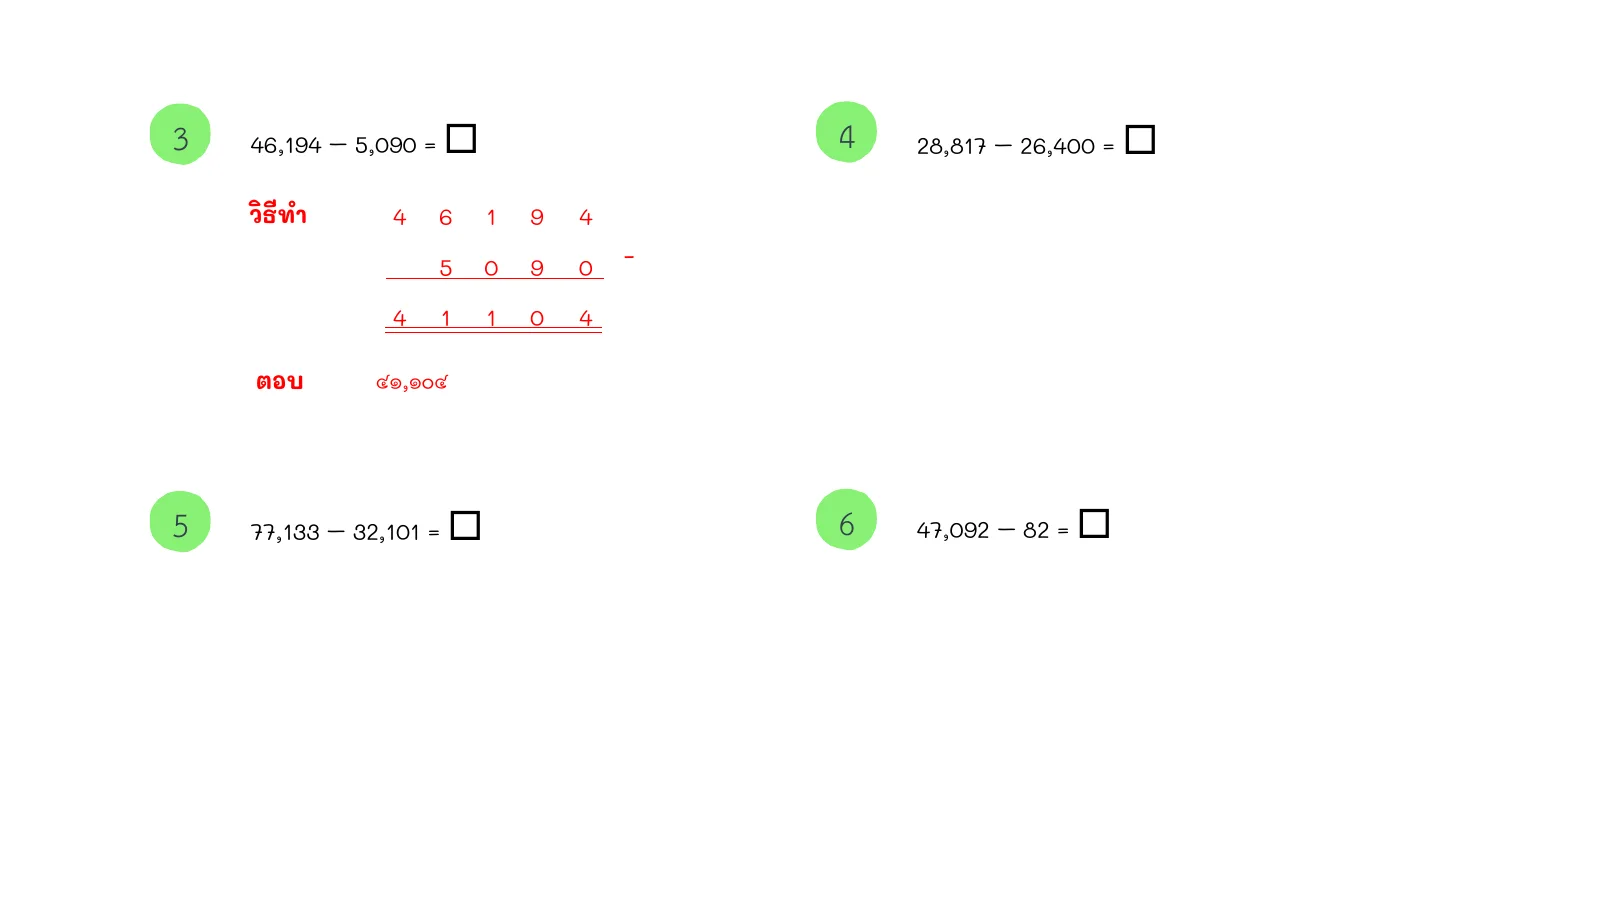 3
46,194 – 5,090 = □
วิธีทำ 4 6 1 9 4
5 0 9 0 -
4 1 1 0 4
ตอบ ๔๑,๑๐๔
4
28,817 – 26,400 = □
5
77,133 – 32,101 = □
6
47,092 – 82 = □